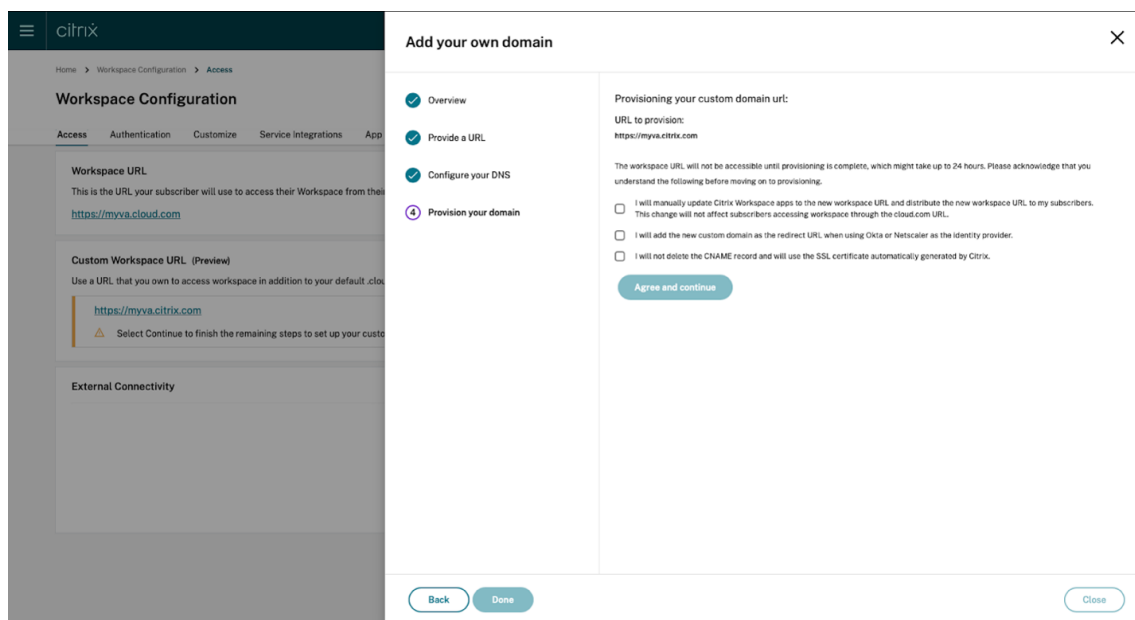 citrix
Home > Workspace Configuration > Access
Workspace Configuration
Access Authentication Customize Service Integrations App
Workspace URL
This is the URL your subscriber will use to access their Workspace from their
https://myva.cloud.com
Custom Workspace URL (Preview)
Use a URL that you own to access workspace in addition to your default .clou
https://myva.citrix.com
Select Continue to finish the remaining steps to set up your custo
External Connectivity
Add your own domain
Overview
Provide a URL
Configure your DNS
4 Provision your domain
Provisioning your custom domain url:
URL to provision:
https://myva.citrix.com
The workspace URL will not be accessible until provisioning is complete, which might take up to 24 hours. Please acknowledge that you
understand the following before moving on to provisioning.
I will manually update Citrix Workspace apps to the new workspace URL and distribute the new workspace URL to my subscribers.
This change will not affect subscribers accessing workspace through the cloud.com URL.
I will add the new custom domain as the redirect URL when using Okta or Netscaler as the identity provider.
I will not delete the CNAME record and will use the SSL certificate automatically generated by Citrix.
Agree and continue
Back Done Close